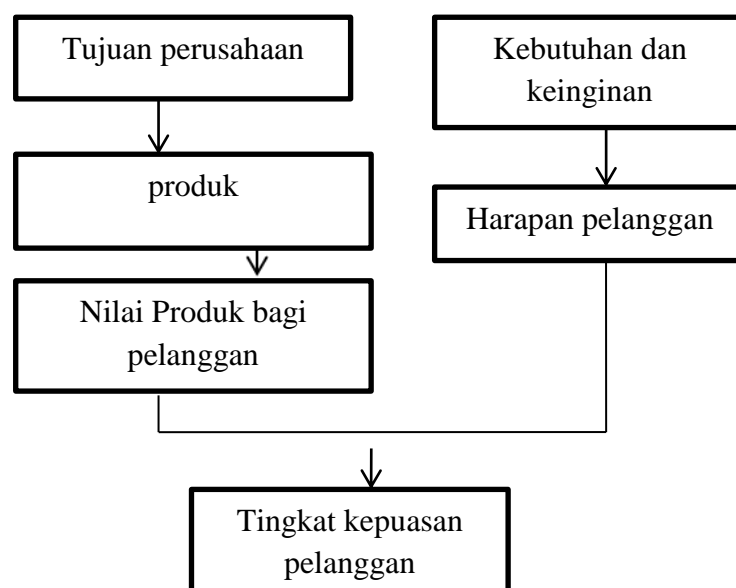 Tujuan perusahaan
Kebutuhan dan
keinginan
produk
Harapan pelanggan
Nilai Produk bagi
pelanggan
Tingkat kepuasan
pelanggan